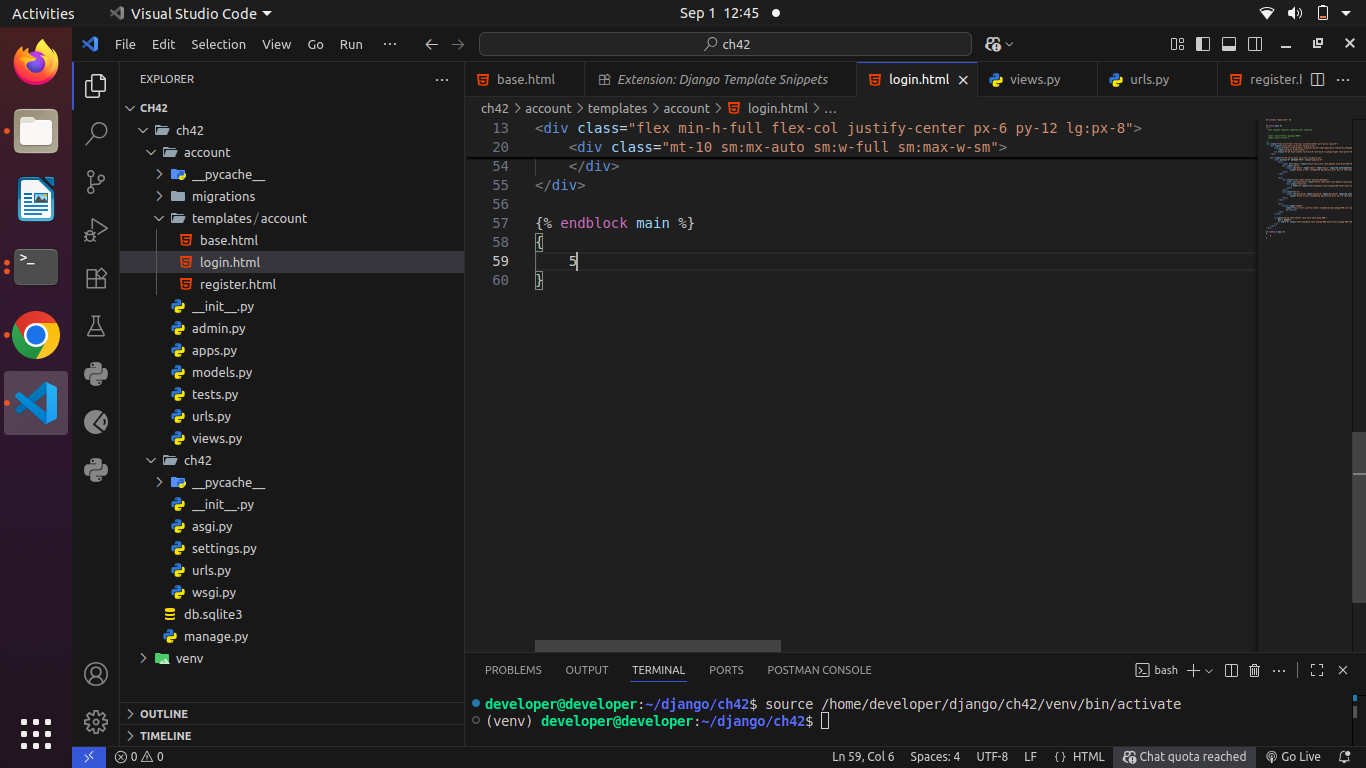 Activities
Visual Studio Code
Sep 1 12:45
File Edit Selection View Go Run ···
ch42
EXPLORER
base.html
Extension: Django Template Snippets
login.html
views.py
urls.py
register.h
CH42
ch42
account
__pycache__
migrations
templates / account
base.html
login.html
register.html
__init__.py
admin.py
apps.py
models.py
tests.py
urls.py
views.py
ch42
__pycache__
__init__.py
asgi.py
settings.py
urls.py
wsgi.py
db.sqlite3
manage.py
venv
OUTLINE
TIMELINE
ch42 > account > templates > account > login.html > ...
13 <div class="flex min-h-full flex-col justify-center px-6 py-12 lg:px-8">
20 <div class="mt-10 sm:mx-auto sm:w-full sm:max-w-sm">
54 </div>
55 </div>
56
57 {% endblock main %}
58 {
59 5
60 }
PROBLEMS OUTPUT TERMINAL PORTS POSTMAN CONSOLE
bash
developer@developer:~/django/ch42$ source /home/developer/django/ch42/venv/bin/activate
(venv) developer@developer:~/django/ch42$
0 0
Ln 59, Col 6 Spaces: 4 UTF-8 LF { } HTML Chat quota reached Go Live